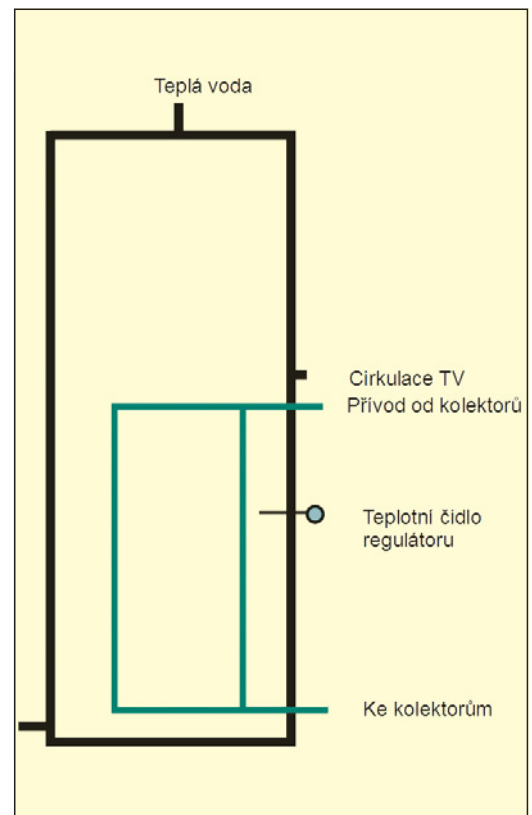 Teplá voda
Cirkulace TV
Přívod od kolektorů
Teplotní čidlo
regulátoru
Ke kolektorům